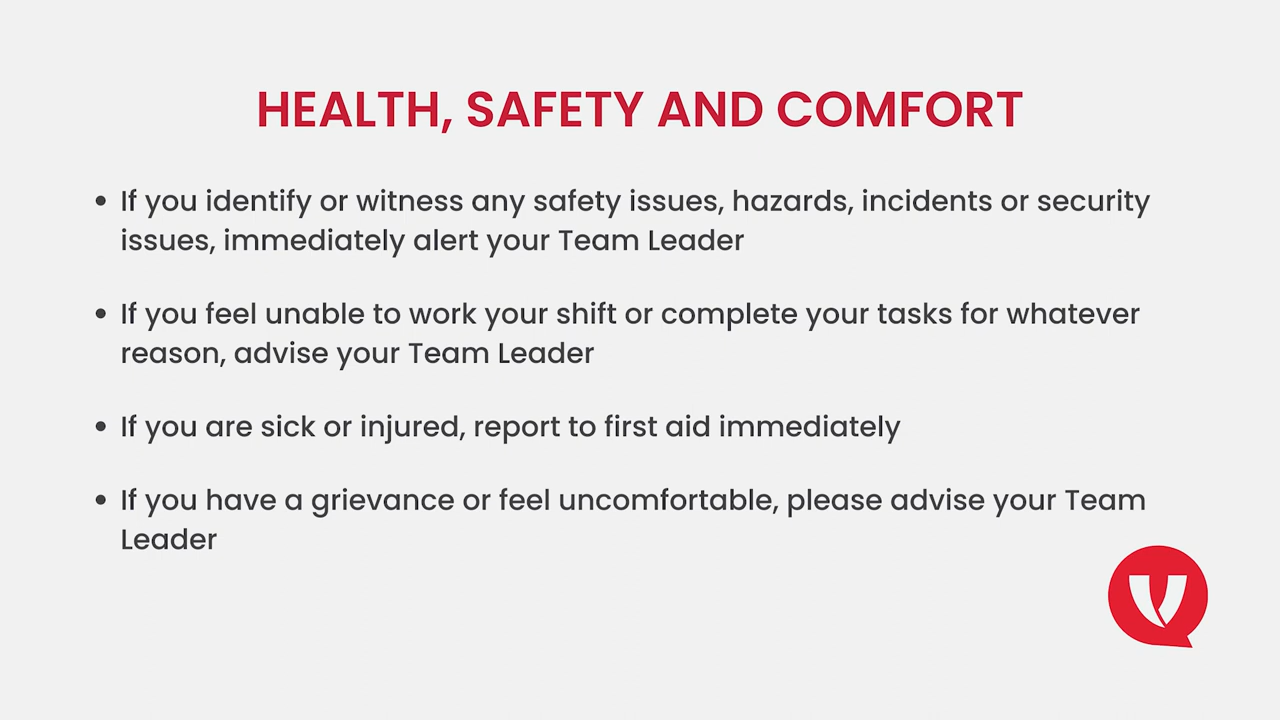 HEALTH, SAFETY AND COMFORT
• If you identify or witness any safety issues, hazards, incidents or security
issues, immediately alert your Team Leader
• If you feel unable to work your shift or complete your tasks for whatever
reason, advise your Team Leader
• If you are sick or injured, report to first aid immediately
• If you have a grievance or feel uncomfortable, please advise your Team
Leader
V